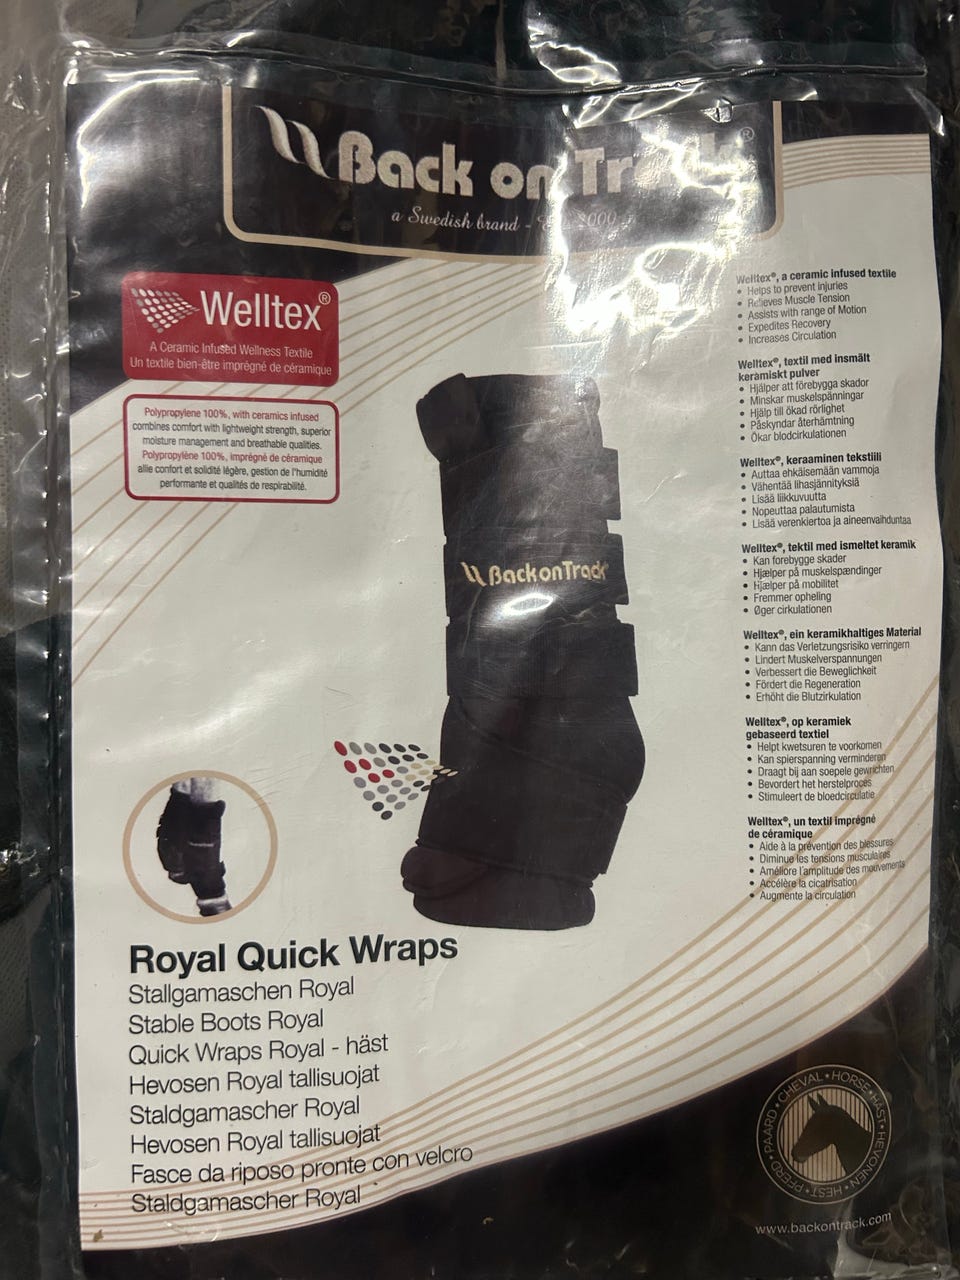 Back on Track®
a Swedish brand -
Welltex®
A Ceramic Infused Wellness Textile
Un textile bien-être imprégné de céramique
Polypropylene 100%, with ceramics infused
combines comfort with lightweight strength, superior
moisture management and breathable qualities.
Polypropylène 100%, imprégné de céramique
allie confort et solidité légère, gestion de l'humidité
performante et qualités de respirabilité.
BackonTrack®
Welltex®, a ceramic infused textile
• Helps to prevent injuries
• Relieves Muscle Tension
• Assists with range of Motion
• Expedites Recovery
• Increases Circulation
Welltex®, textil med insmält
keramiskt pulver
• Hjälper att förebygga skador
• Minskar muskelspänningar
• Hjälp till ökad rörlighet
• Påskyndar återhämtning
• Ökar blodcirkulationen
Welltex®, keraaminen tekstiili
• Auttaa ehkäisemään vammoja
• Vähentää lihasjännityksiä
• Lisää liikkuvuutta
• Nopeuttaa palautumista
• Lisää verenkiertoa ja aineenvaihduntaa
Welltex®, tektil med ismeltet keramik
• Kan forebygge skader
• Hjælper på muskelspændinger
• Hjælper på mobilitet
• Fremmer opheling
• Øger cirkulationen
Welltex®, ein keramikhaltiges Material
• Kann das Verletzungsrisiko verringern
• Lindert Muskelverspannungen
• Verbessert die Beweglichkeit
• Fördert die Regeneration
• Erhöht die Blutzirkulation
Welltex®, op keramiek
gebaseerd textiel
• Helpt kwetsuren te voorkomen
• Kan spierspanning verminderen
• Draagt bij aan soepele gewrichten
• Bevordert het herstelproces
• Stimuleert de bloedcirculatie
Welltex®, un textil imprégné
de céramique
• Aide à la prévention des blessures
• Diminue les tensions musculaires
• Améliore l'amplitude des mouvements
• Accélère la cicatrisation
• Augmente la circulation
Royal Quick Wraps
Stallgamaschen Royal
Stable Boots Royal
Quick Wraps Royal - häst
Hevosen Royal tallisuojat
Staldgamascher Royal
Hevosen Royal tallisuojat
Fasce da riposo pronte con velcro
Staldgamascher Royal
CHEVAL • HORSE • HÄST • HEVONEN • HEST • PFERD • PAARD •
www.backontrack.com